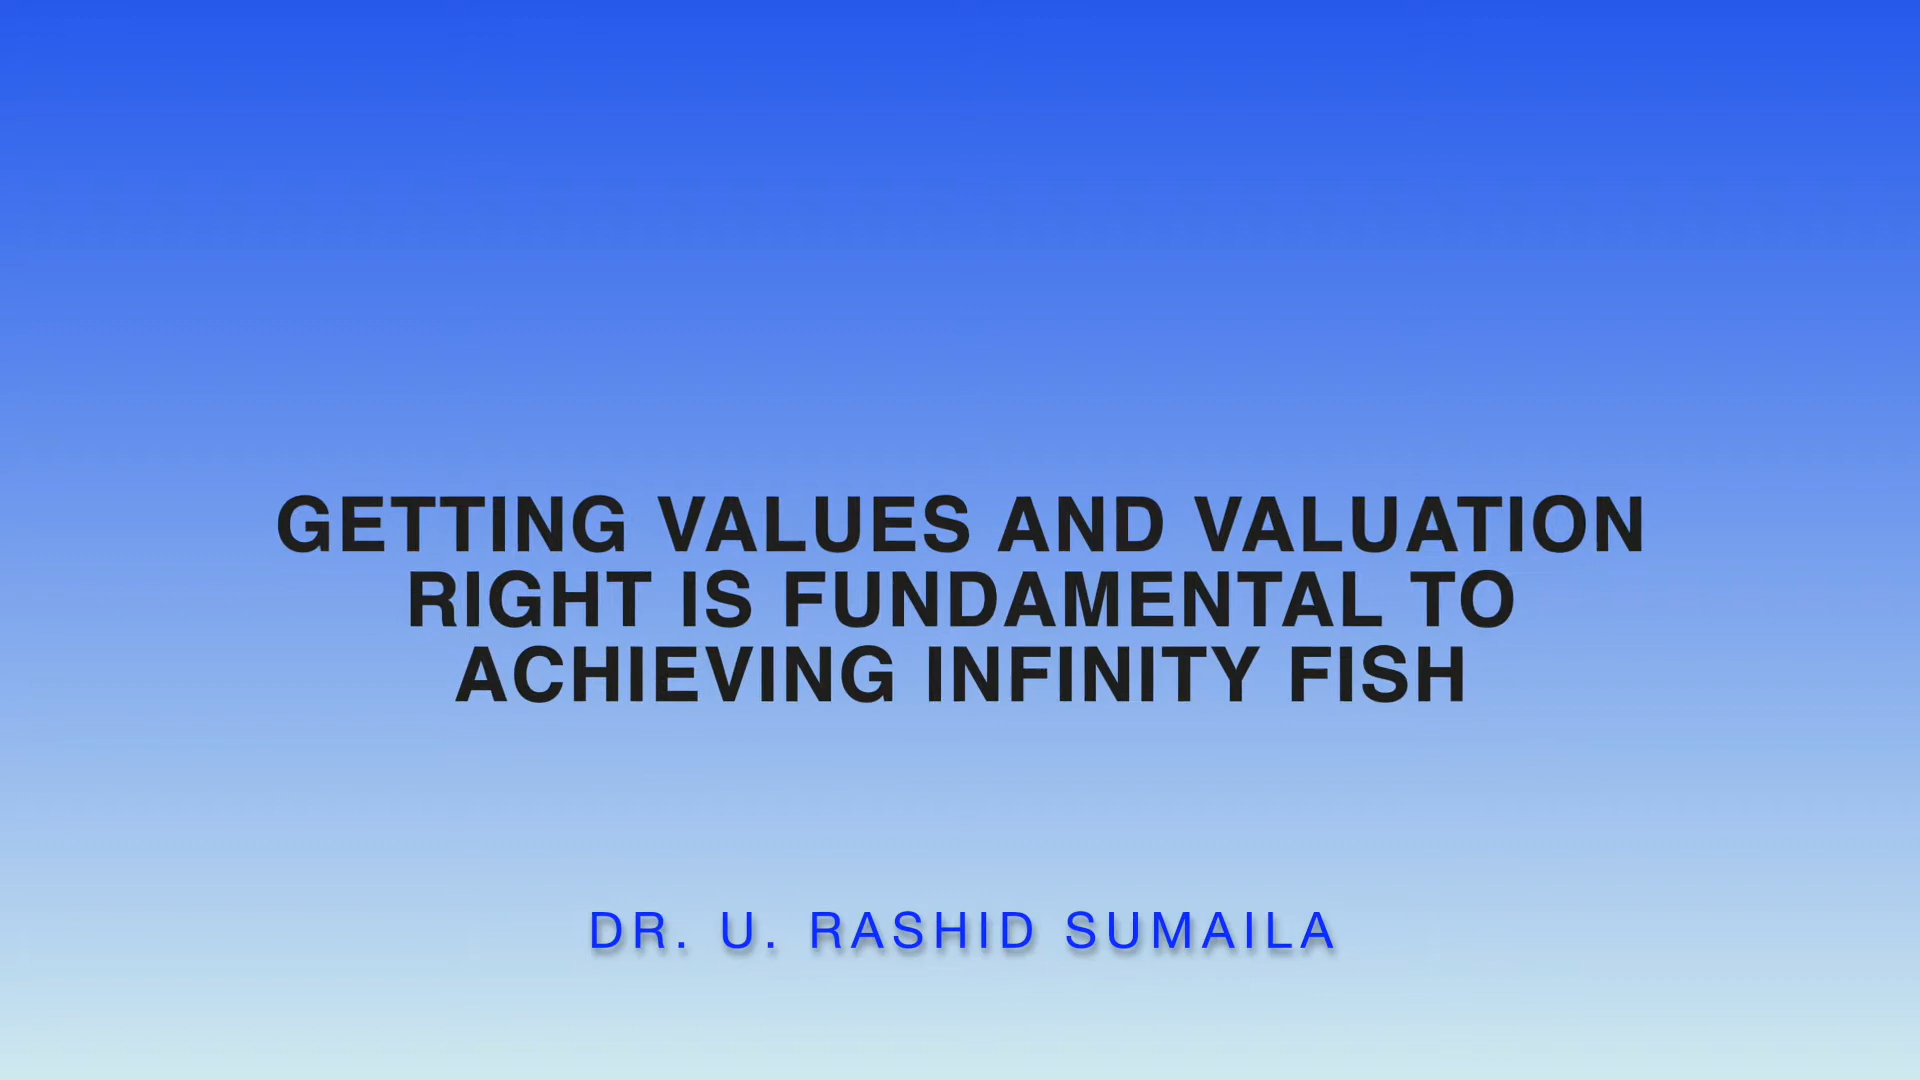 GETTING VALUES AND VALUATION
RIGHT IS FUNDAMENTAL TO
ACHIEVING INFINITY FISH
DR. U. RASHID SUMAILA